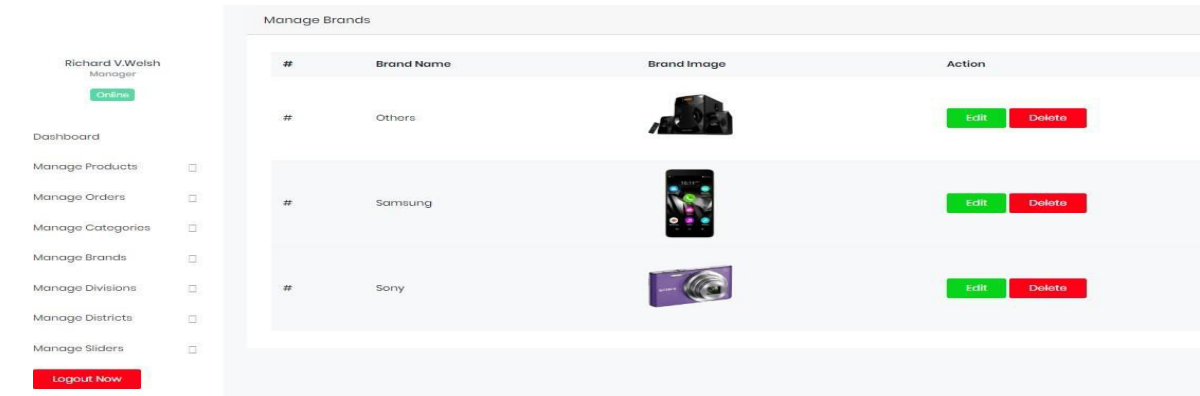 Manage Brands
Richard V.Welsh
Manager
Online
Dashboard
Manage Products
Manage Orders
Manage Categories
Manage Brands
Manage Divisions
Manage Districts
Manage Sliders
Logout Now
# Brand Name Brand Image Action
# Others Edit Delete
# Samsung Edit Delete
# Sony Edit Delete